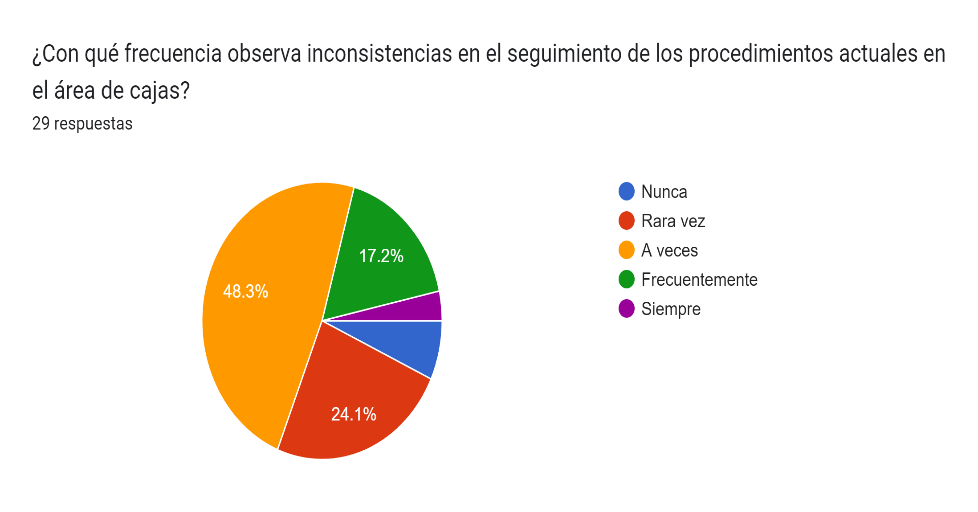 ¿Con qué frecuencia observa inconsistencias en el seguimiento de los procedimientos actuales en
el área de cajas?
29 respuestas
Nunca
Rara vez
A veces
Frecuentemente
Siempre
17.2%
48.3%
24.1%